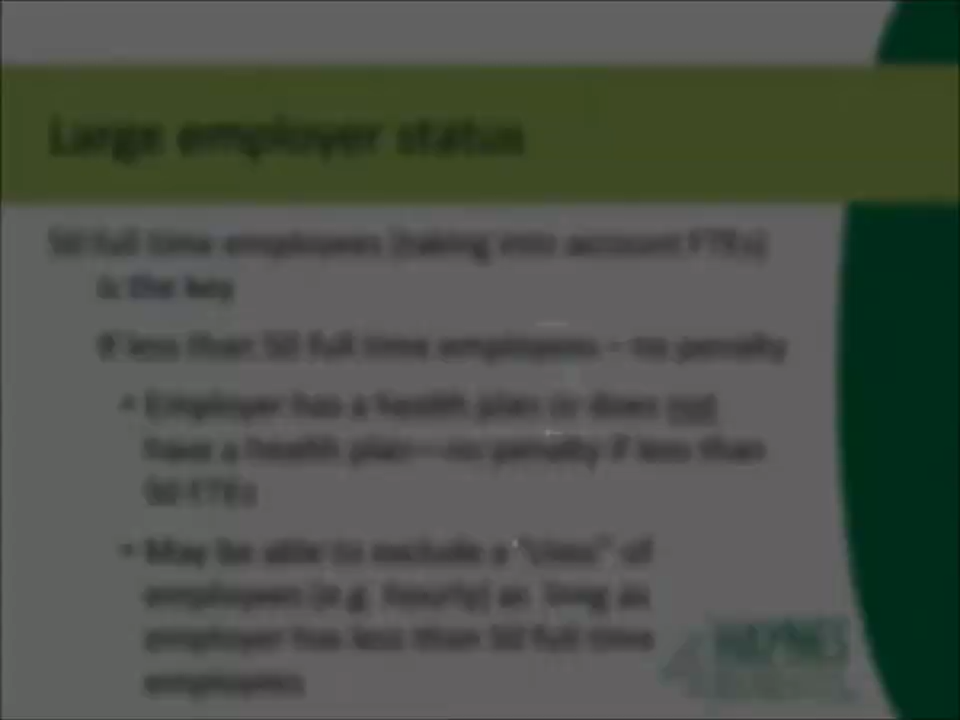 Large employer status
50 full time employees (taking into account FTEs)
is the key
If less than 50 full time employees – no penalty
• Employer has a health plan or does not
have a health plan—no penalty if less than
50 FTEs
• May be able to exclude a "class" of
employees (e.g. hourly) as long as
employer has less than 50 full time
employees